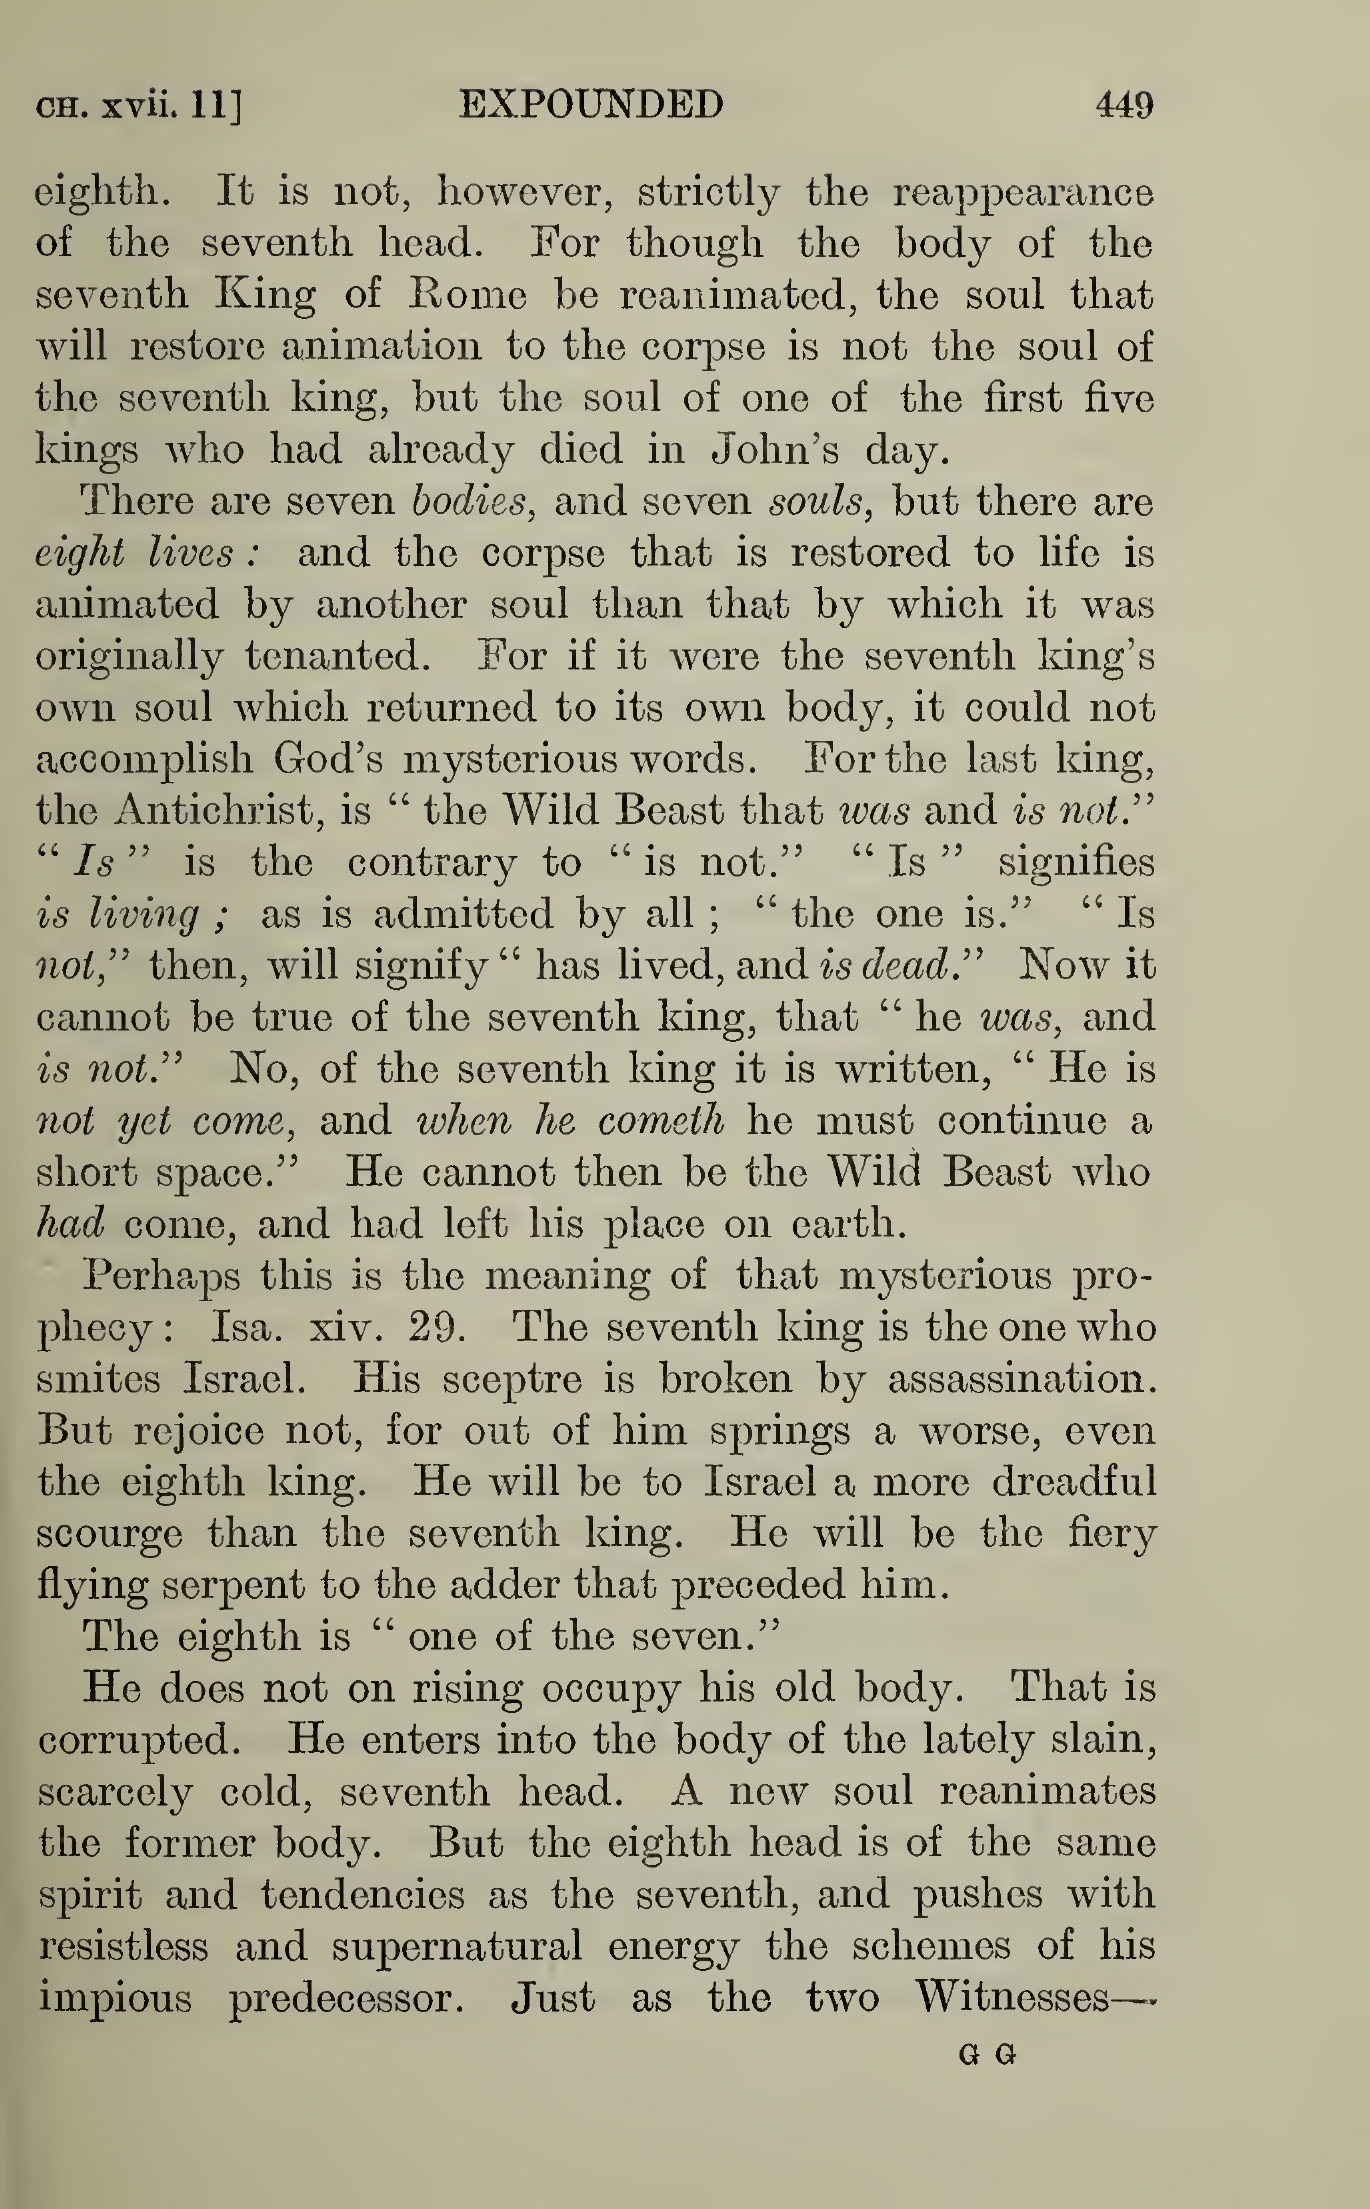 CH. xvii. 11] EXPOUNDED 449
eighth. It is not, however, strictly the reappearance
of the seventh head. For though the body of the
seventh King of Rome be reanimated, the soul that
will restore animation to the corpse is not the soul of
the seventh king, but the soul of one of the first five
kings who had already died in John's day.
There are seven bodies, and seven souls, but there are
eight lives : and the corpse that is restored to life is
animated by another soul than that by which it was
originally tenanted. For if it were the seventh king's
own soul which returned to its own body, it could not
accomplish God's mysterious words. For the last king,
the Antichrist, is " the Wild Beast that was and is not."
" Is " is the contrary to " is not." " Is " signifies
is living ; as is admitted by all ; " the one is." " Is
not," then, will signify " has lived, and is dead." Now it
cannot be true of the seventh king, that " he was, and
is not." No, of the seventh king it is written, " He is
not yet come, and when he cometh he must continue a
short space." He cannot then be the Wild Beast who
had come, and had left his place on earth.
Perhaps this is the meaning of that mysterious pro-
phecy : Isa. xiv. 29. The seventh king is the one who
smites Israel. His sceptre is broken by assassination.
But rejoice not, for out of him springs a worse, even
the eighth king. He will be to Israel a more dreadful
scourge than the seventh king. He will be the fiery
flying serpent to the adder that preceded him.
The eighth is " one of the seven."
He does not on rising occupy his old body. That is
corrupted. He enters into the body of the lately slain,
scarcely cold, seventh head. A new soul reanimates
the former body. But the eighth head is of the same
spirit and tendencies as the seventh, and pushes with
resistless and supernatural energy the schemes of his
impious predecessor. Just as the two Witnesses—
G G